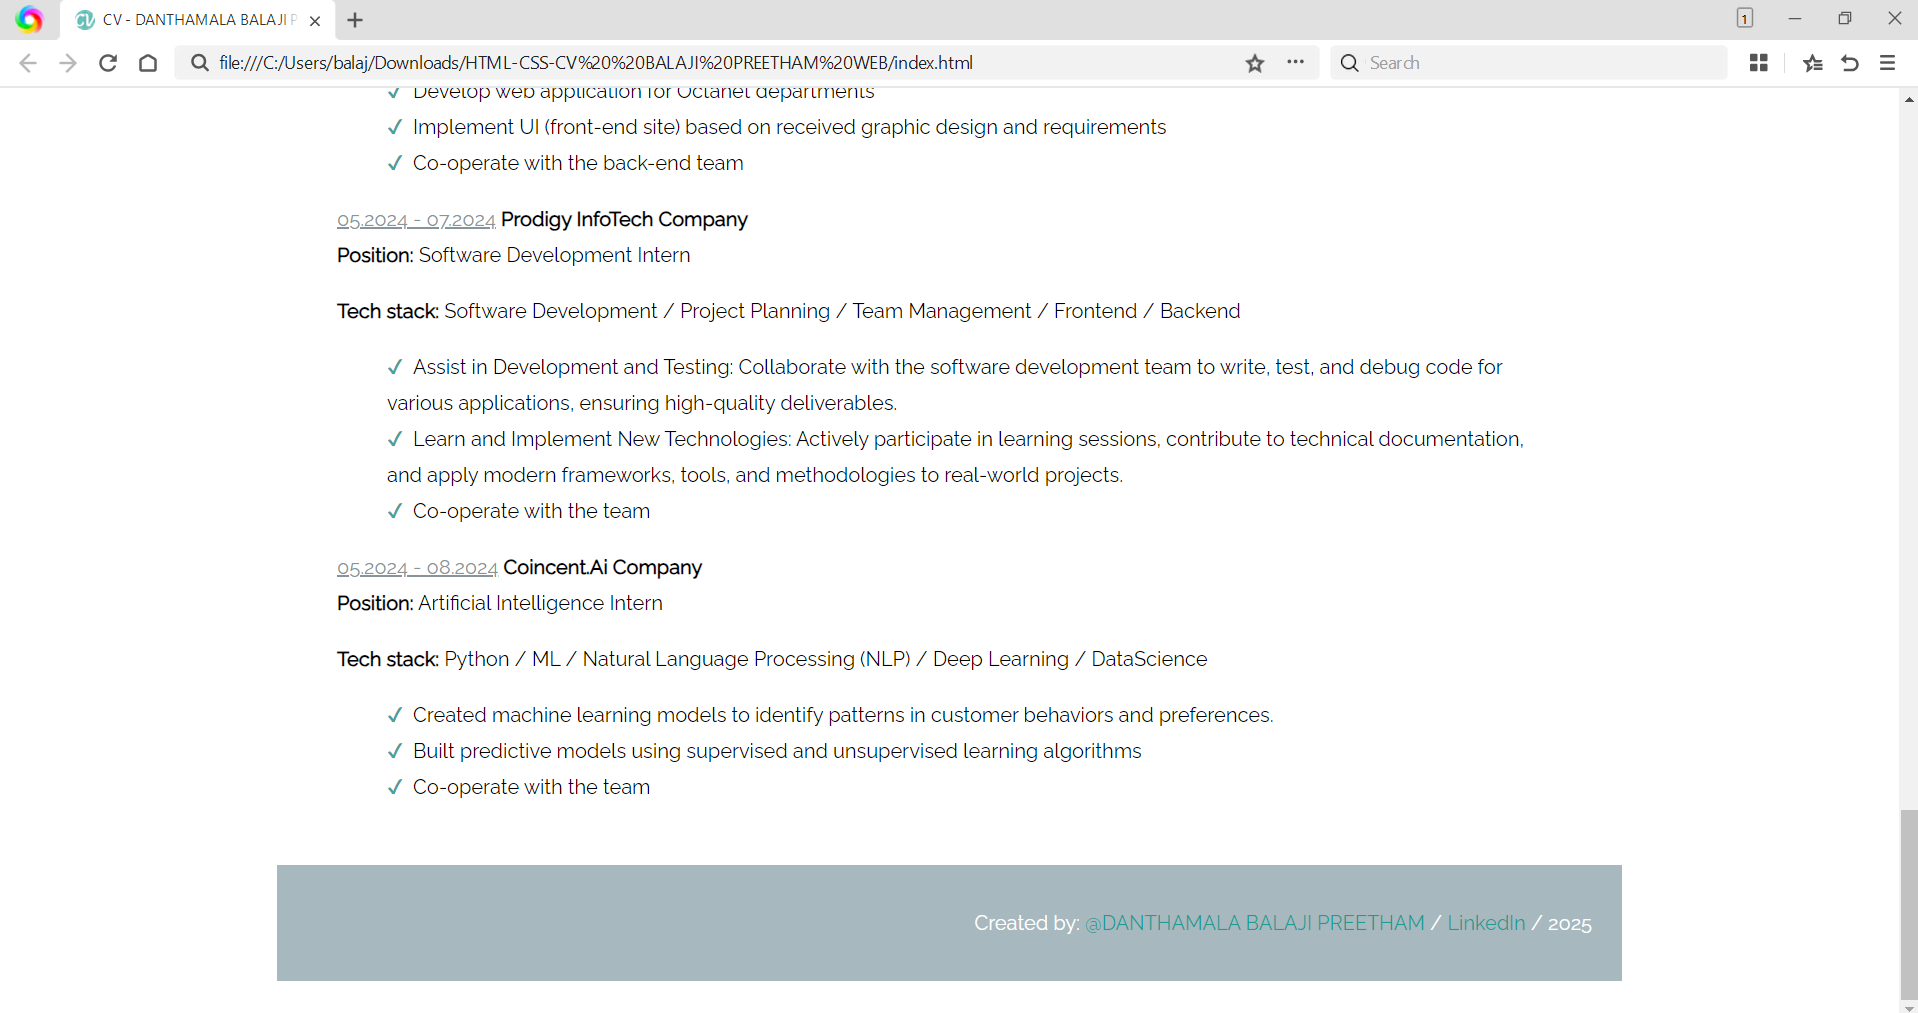 CV - DANTHAMALA BALAJI P
1
file:///C:/Users/balaj/Downloads/HTML-CSS-CV%20%20BALAJI%20PREETHAM%20WEB/index.html
Search
Develop web application for Octanet departments
✓ Implement UI (front-end site) based on received graphic design and requirements
✓ Co-operate with the back-end team
05.2024 - 07.2024 Prodigy InfoTech Company
Position: Software Development Intern
Tech stack: Software Development / Project Planning / Team Management / Frontend / Backend
✓ Assist in Development and Testing: Collaborate with the software development team to write, test, and debug code for
various applications, ensuring high-quality deliverables.
✓ Learn and Implement New Technologies: Actively participate in learning sessions, contribute to technical documentation,
and apply modern frameworks, tools, and methodologies to real-world projects.
✓ Co-operate with the team
05.2024 - 08.2024 Coincent.Ai Company
Position: Artificial Intelligence Intern
Tech stack: Python / ML / Natural Language Processing (NLP) / Deep Learning / DataScience
✓ Created machine learning models to identify patterns in customer behaviors and preferences.
✓ Built predictive models using supervised and unsupervised learning algorithms
✓ Co-operate with the team
Created by: @DANTHAMALA BALAJI PREETHAM / LinkedIn / 2025